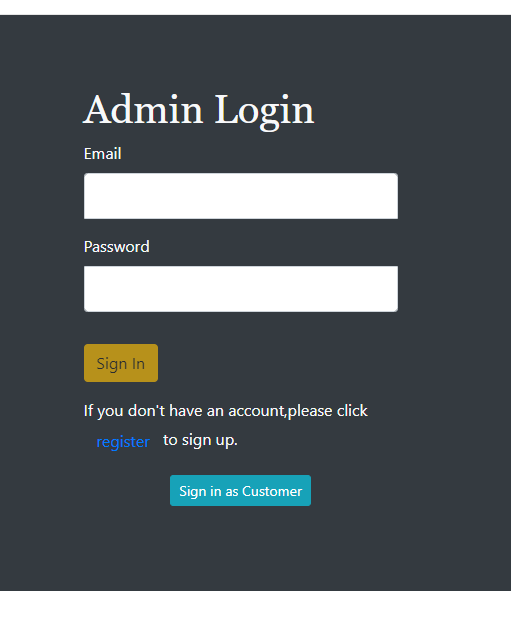 Admin Login
Email
Password
Sign In
If you don't have an account,please click
register to sign up.
Sign in as Customer